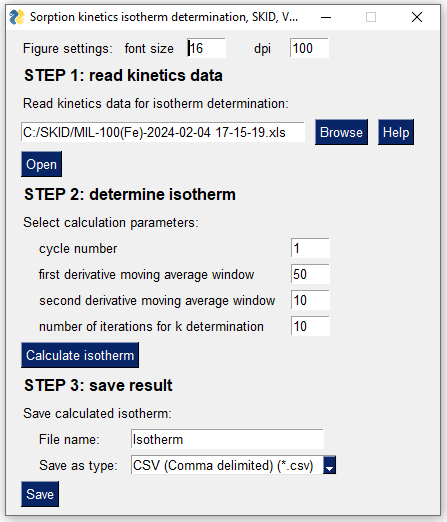 Sorption kinetics isotherm determination, SKID, V...
Figure settings: font size 16 dpi 100
STEP 1: read kinetics data
Read kinetics data for isotherm determination:
C:/SKID/MIL-100(Fe)-2024-02-04 17-15-19.xls Browse Help
Open
STEP 2: determine isotherm
Select calculation parameters:
cycle number 1
first derivative moving average window 50
second derivative moving average window 10
number of iterations for k determination 10
Calculate isotherm
STEP 3: save result
Save calculated isotherm:
File name: Isotherm
Save as type: CSV (Comma delimited) (*.csv)
Save